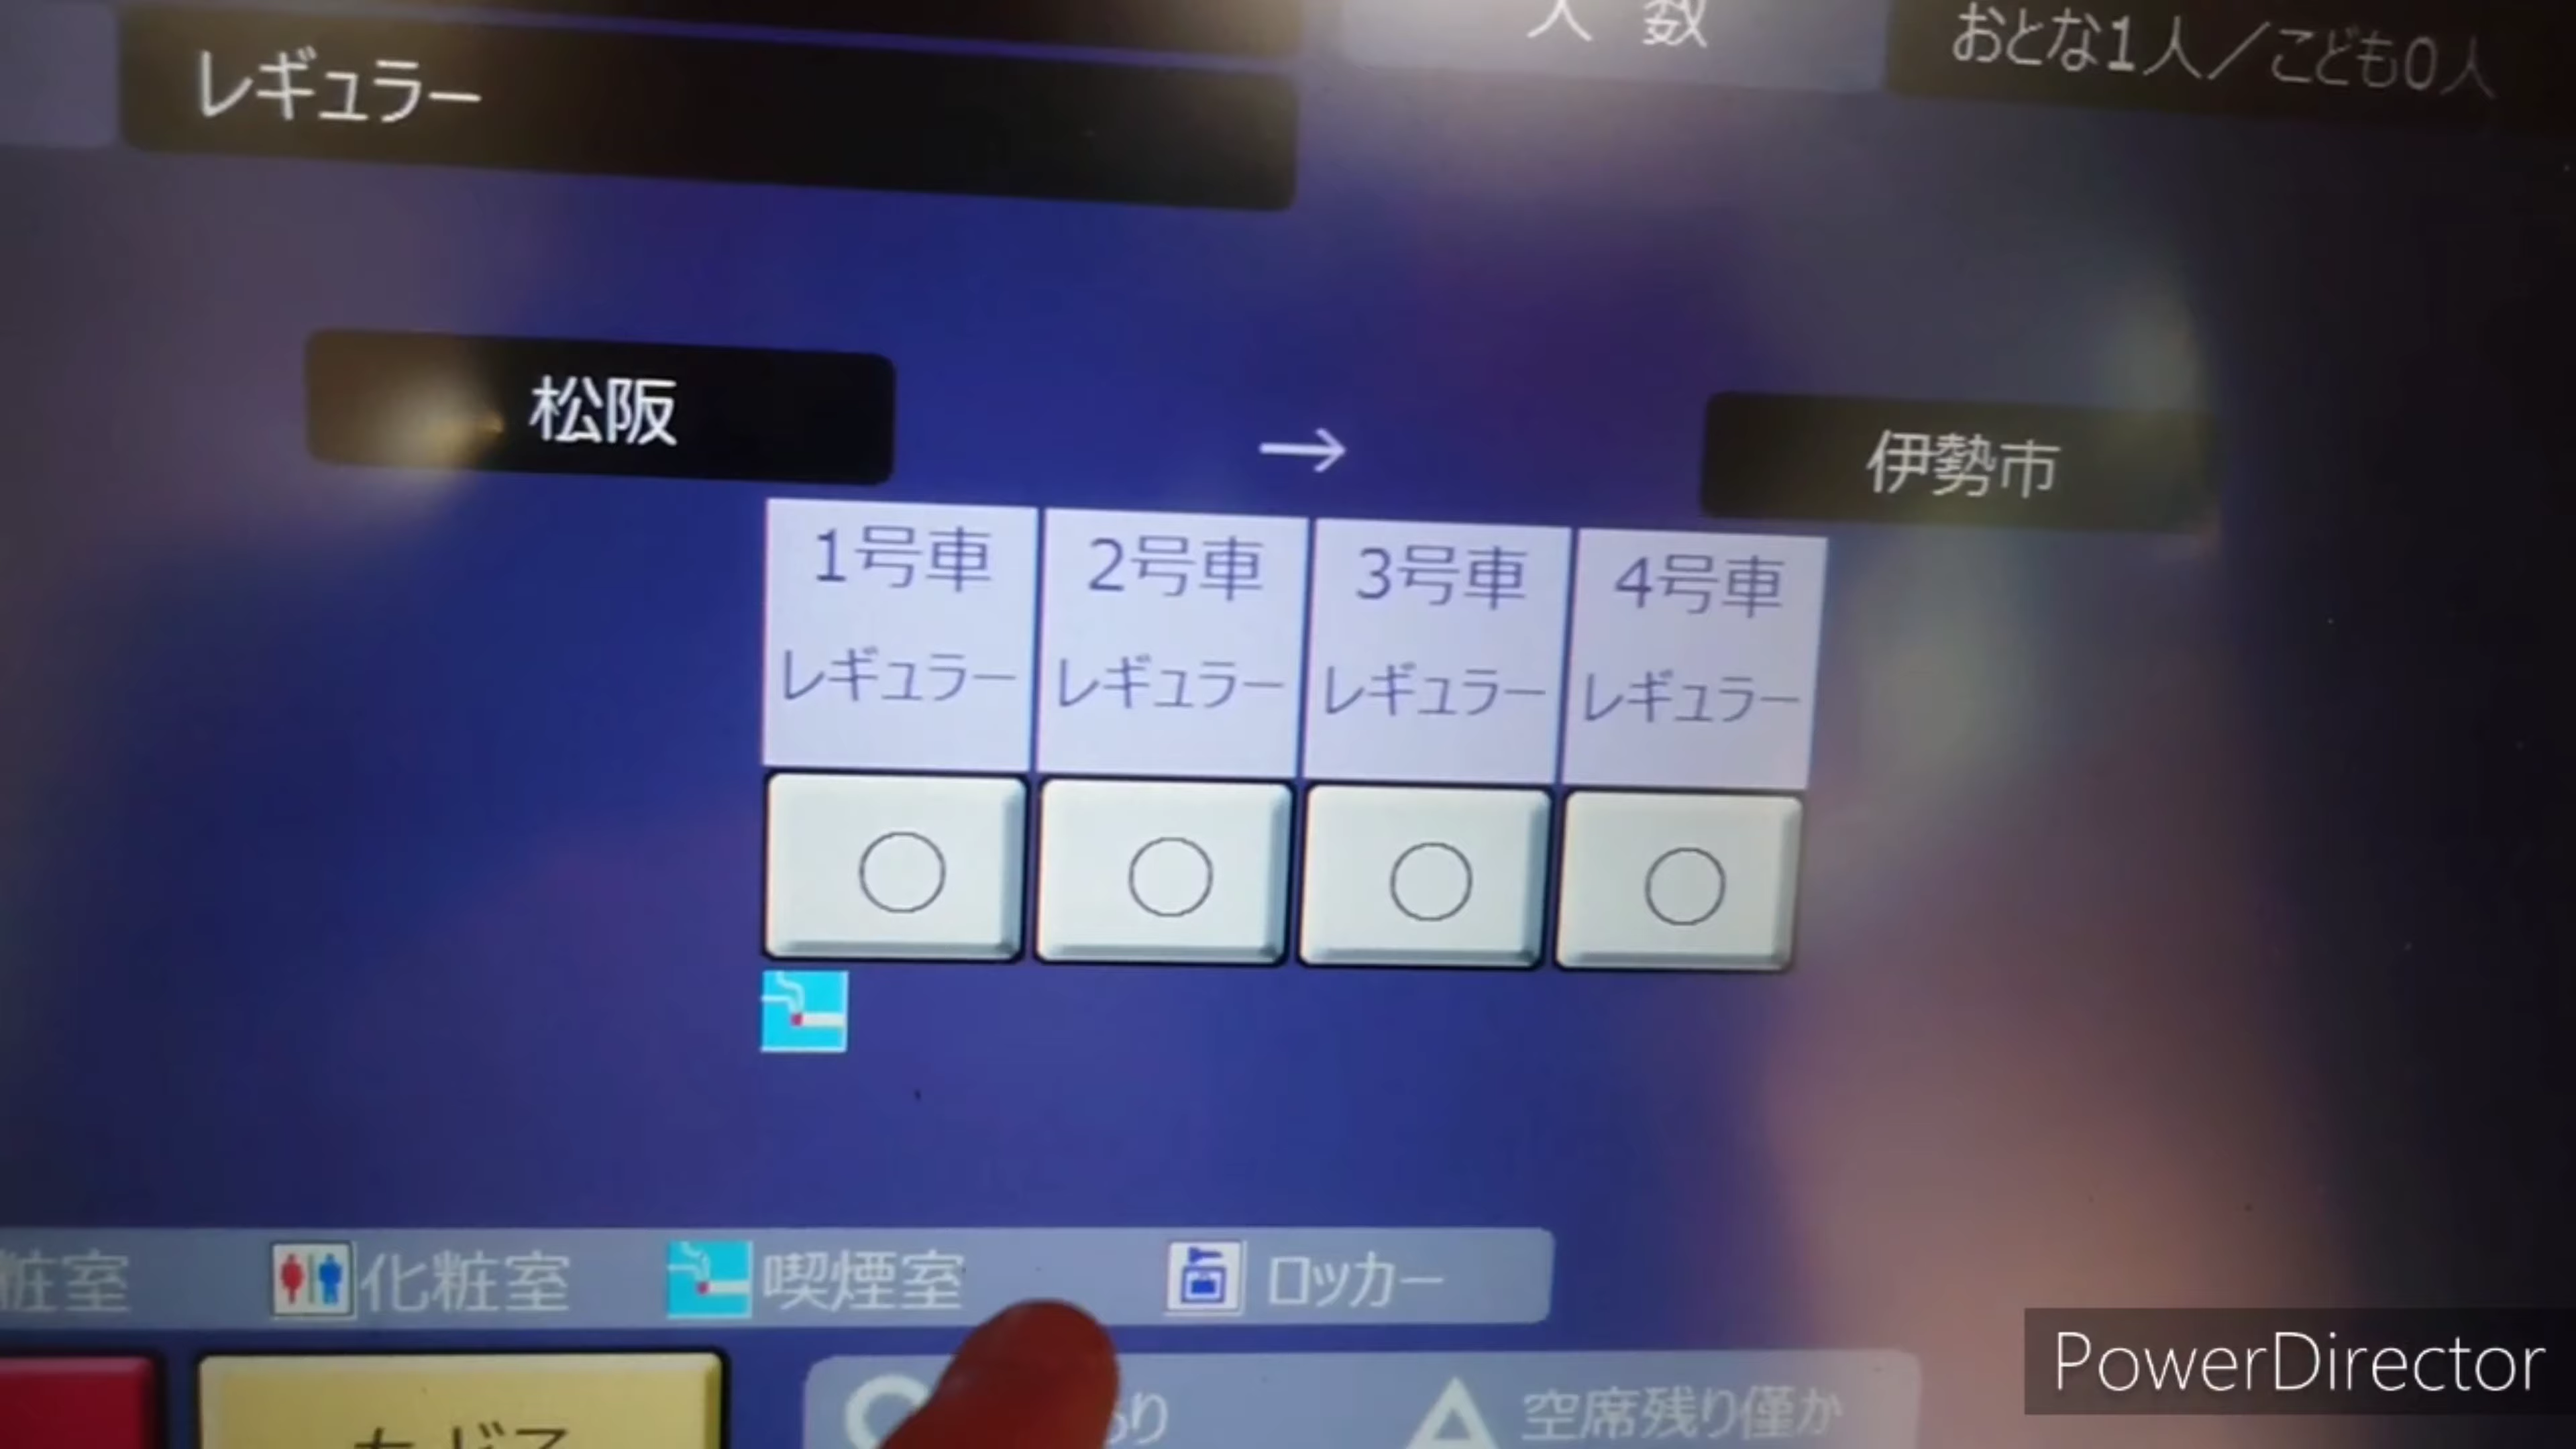 レギュラー
人数
おとな1人／こども0人
松阪
→
伊勢市
1号車
2号車
3号車
4号車
レギュラー
レギュラー
レギュラー
レギュラー
○
○
○
○
粧室
化粧室
喫煙室
ロッカー
△ 空席残り僅か
PowerDirector